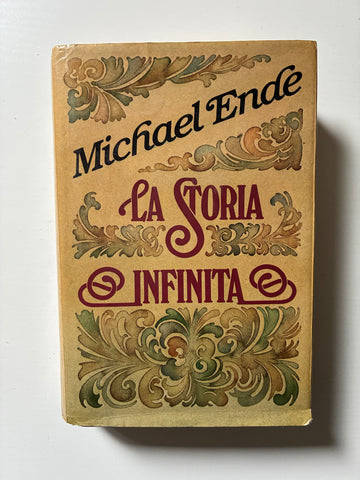 Michael Ende
LA STORIA
INFINITA